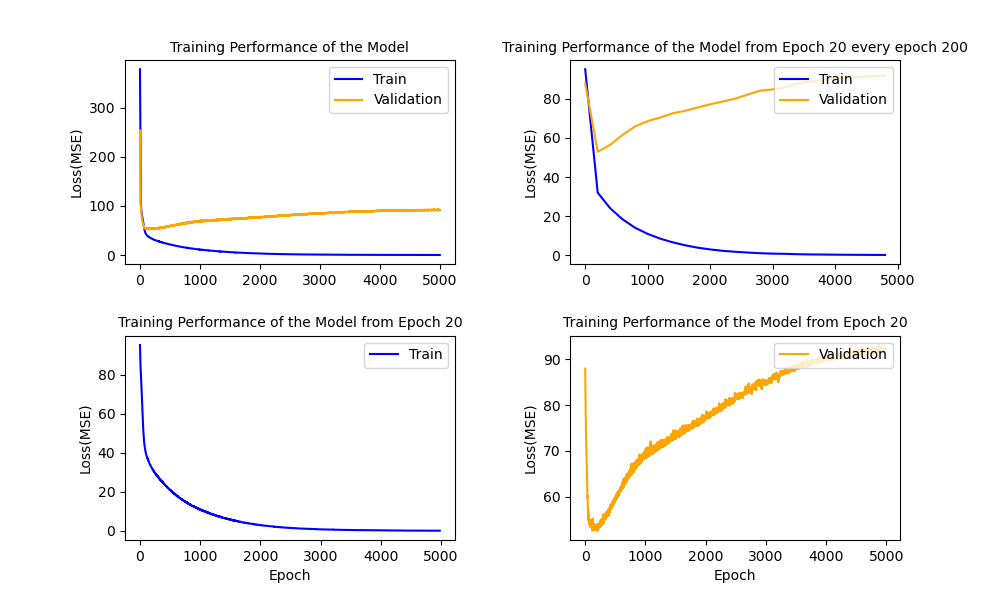 Training Performance of the Model
Loss(MSE)
300
200
100
0
0 1000 2000 3000 4000 5000
Train
Validation
Training Performance of the Model from Epoch 20 every epoch 200
Loss(MSE)
80
60
40
20
0
0 1000 2000 3000 4000 5000
Train
Validation
Training Performance of the Model from Epoch 20
Loss(MSE)
80
60
40
20
0
0 1000 2000 3000 4000 5000
Epoch
Train
Training Performance of the Model from Epoch 20
Loss(MSE)
90
80
70
60
0 1000 2000 3000 4000 5000
Epoch
Validation